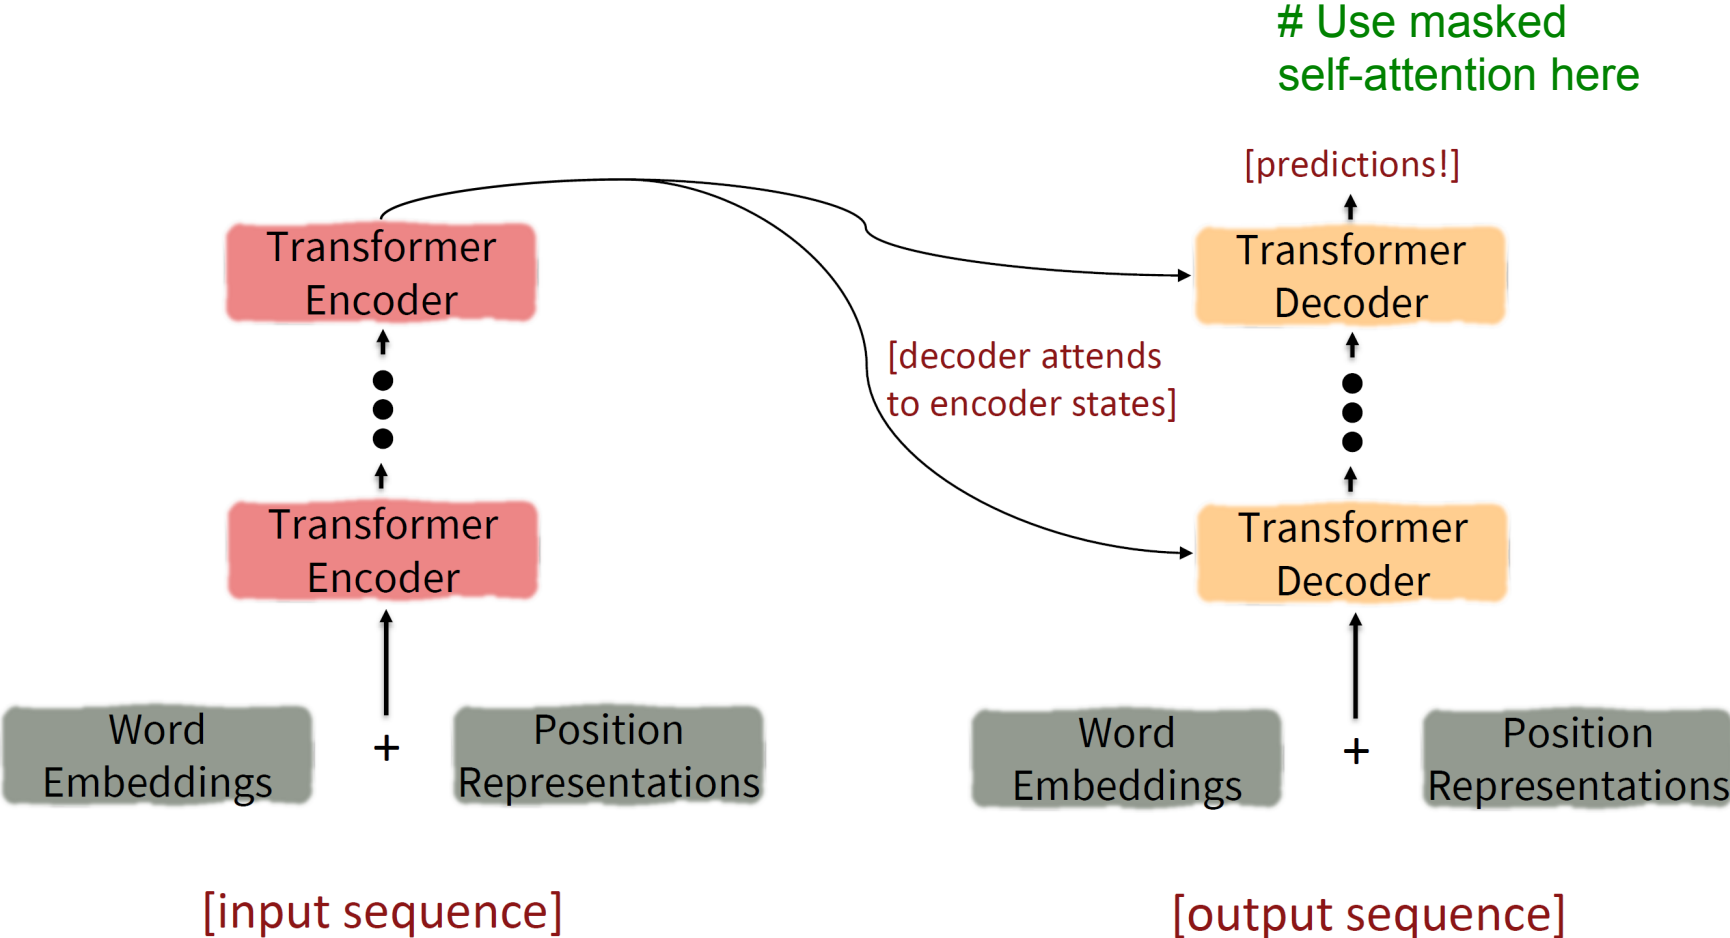 # Use masked
self-attention here
[predictions!]
Transformer
Encoder
Transformer
Decoder
[decoder attends
to encoder states]
Transformer
Encoder
Transformer
Decoder
Word
Embeddings
+
Position
Representations
Word
Embeddings
+
Position
Representations
[input sequence]
[output sequence]